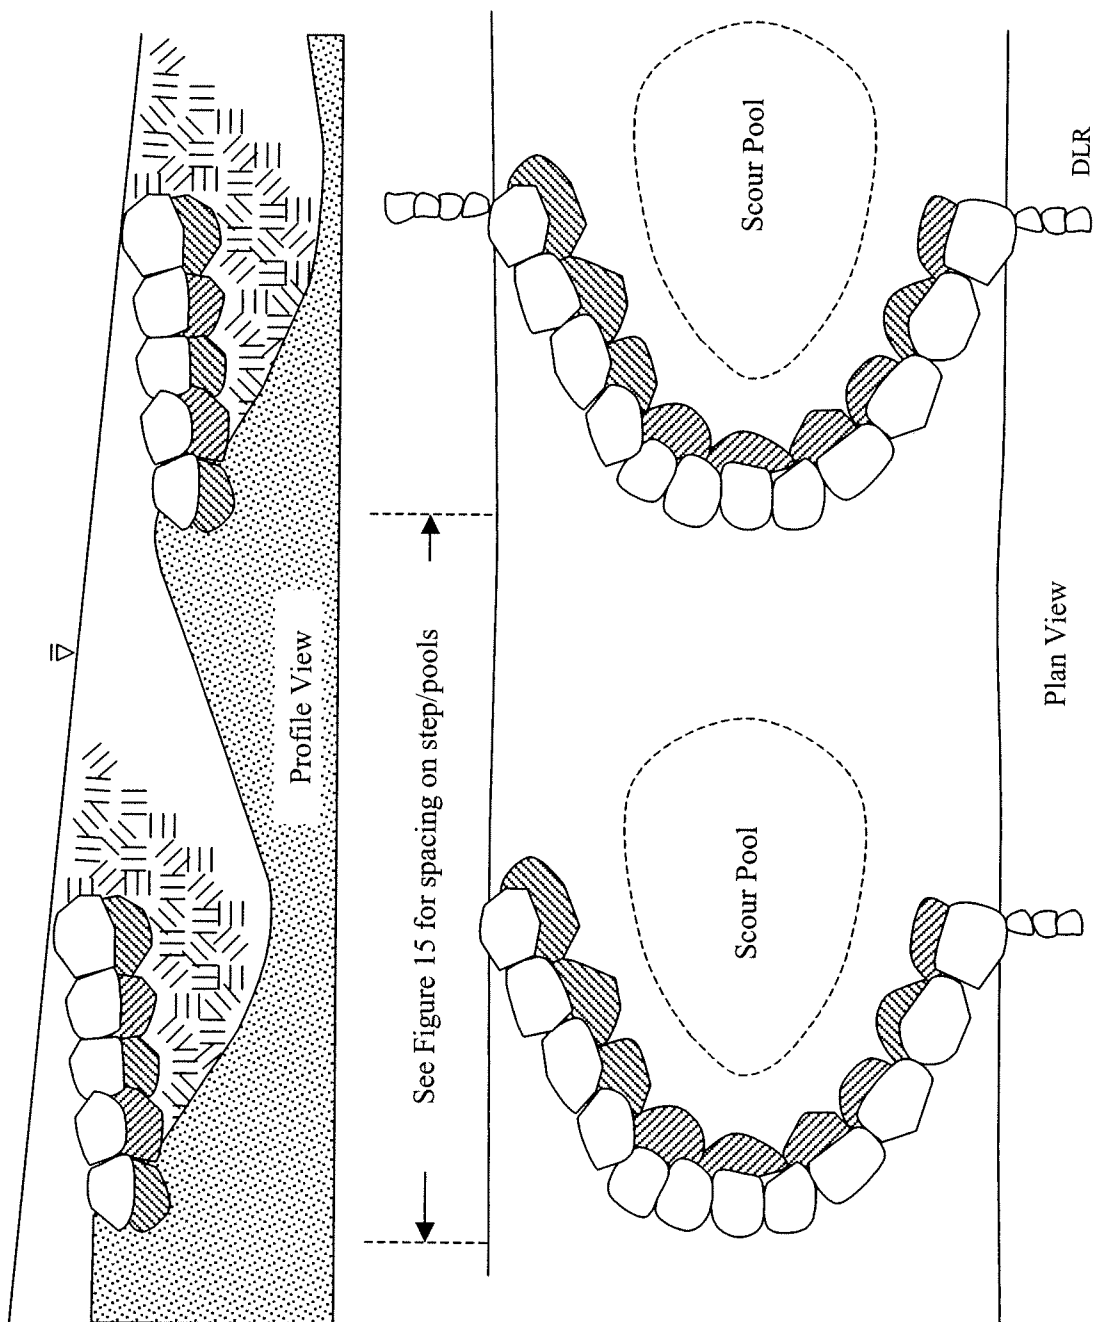 Profile View
See Figure 15 for spacing on step/pools
Scour Pool
Scour Pool
Plan View
DLR